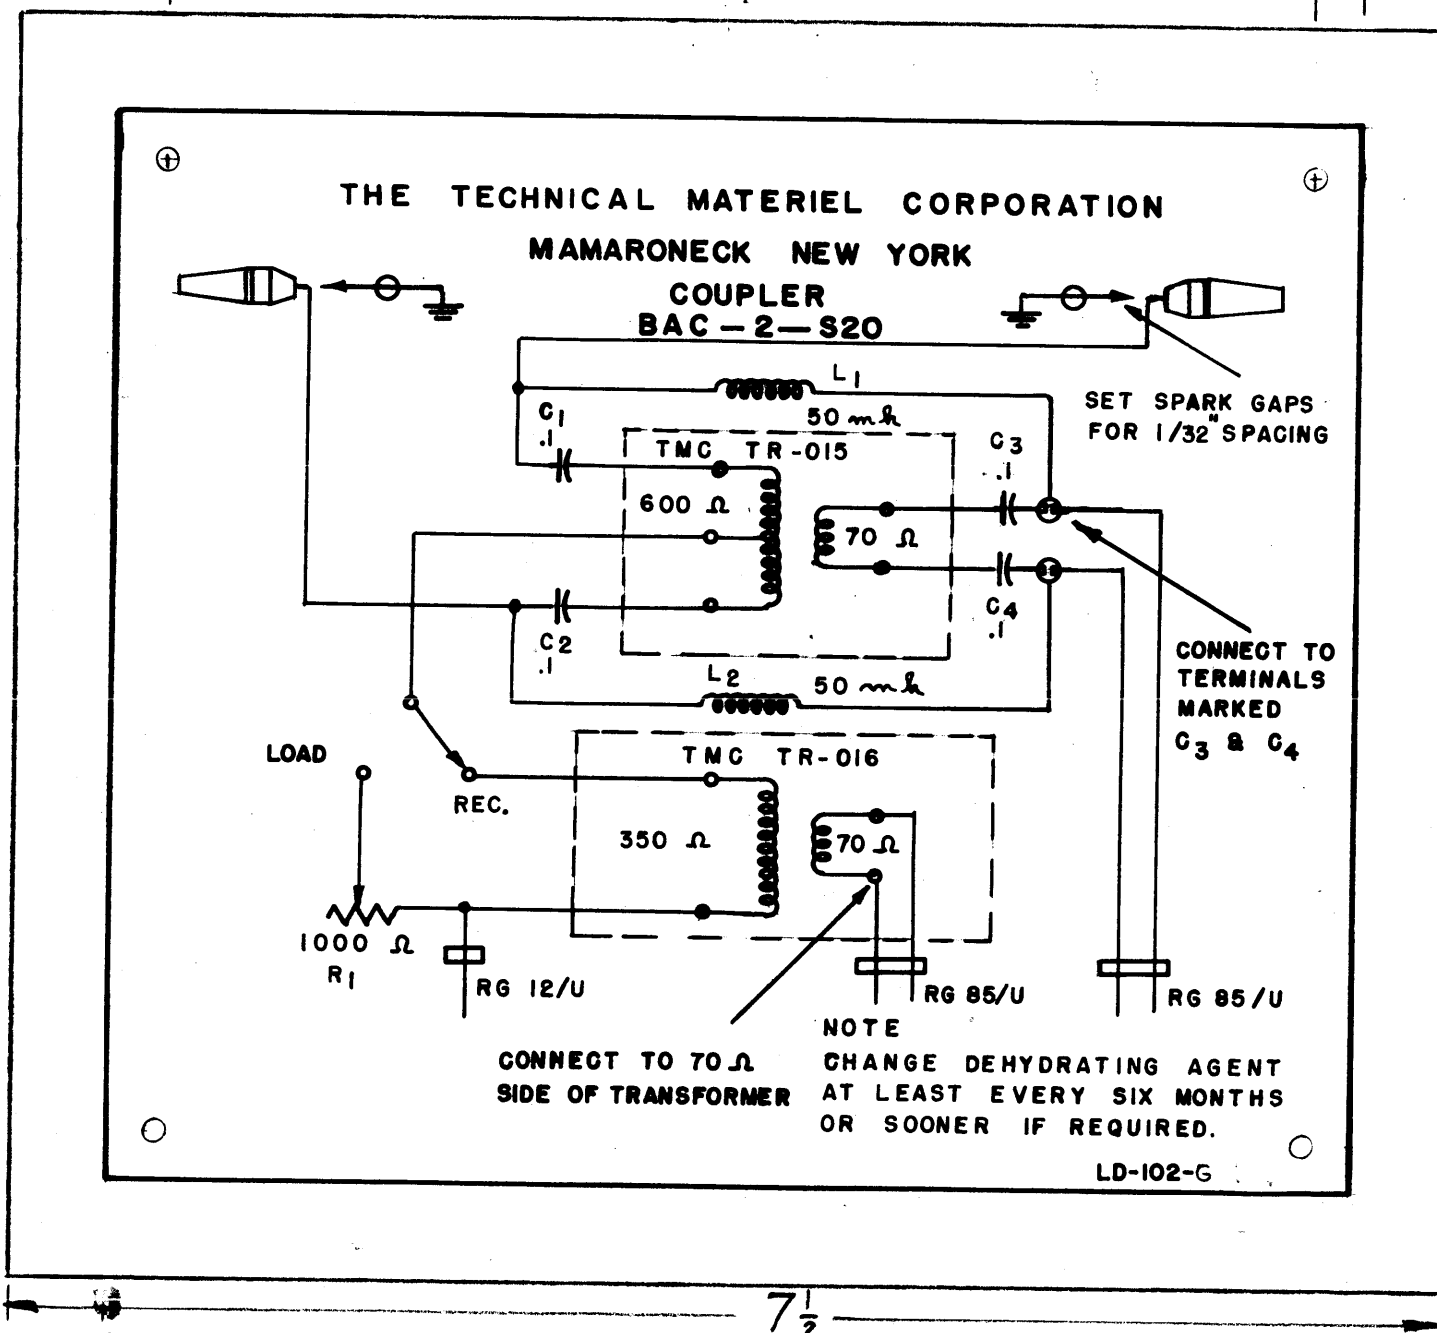 THE TECHNICAL MATERIEL CORPORATION
MAMARONECK NEW YORK
COUPLER
BAC-2-S20
L1
50 mh
SET SPARK GAPS
FOR 1/32" SPACING
C1
.1
TMC TR-015
C3
.1
600 Ω
70 Ω
C4
.1
C2
.1
L2
50 mh
CONNECT TO
TERMINALS
MARKED
C3 & C4
TMC TR-016
LOAD
REC.
350 Ω
70 Ω
1000 Ω
R1
RG 12/U
RG 85/U
RG 85/U
CONNECT TO 70 Ω
SIDE OF TRANSFORMER
NOTE
CHANGE DEHYDRATING AGENT
AT LEAST EVERY SIX MONTHS
OR SOONER IF REQUIRED.
LD-102-G
7 1/2